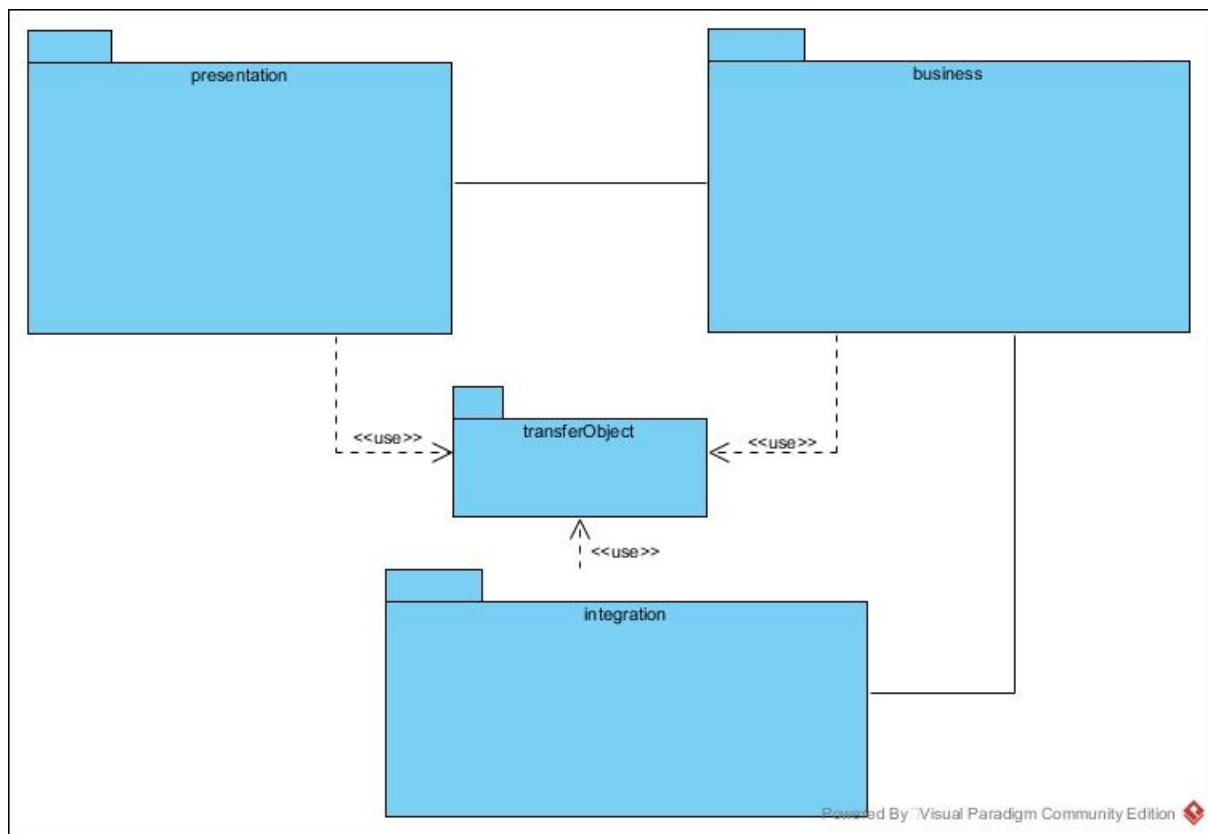 presentation
business
<<use>>
transferObject
<<use>>
<<use>>
integration
Powered By Visual Paradigm Community Edition